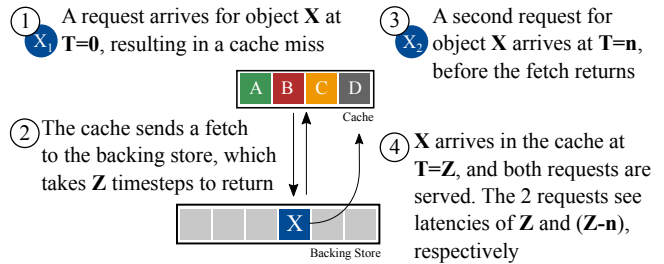 1 A request arrives for object X at
X1 T=0, resulting in a cache miss
3 A second request for
X2 object X arrives at T=n,
before the fetch returns
A B C D
Cache
2 The cache sends a fetch
to the backing store, which
takes Z timesteps to return
4 X arrives in the cache at
T=Z, and both requests are
served. The 2 requests see
latencies of Z and (Z-n),
respectively
X
Backing Store